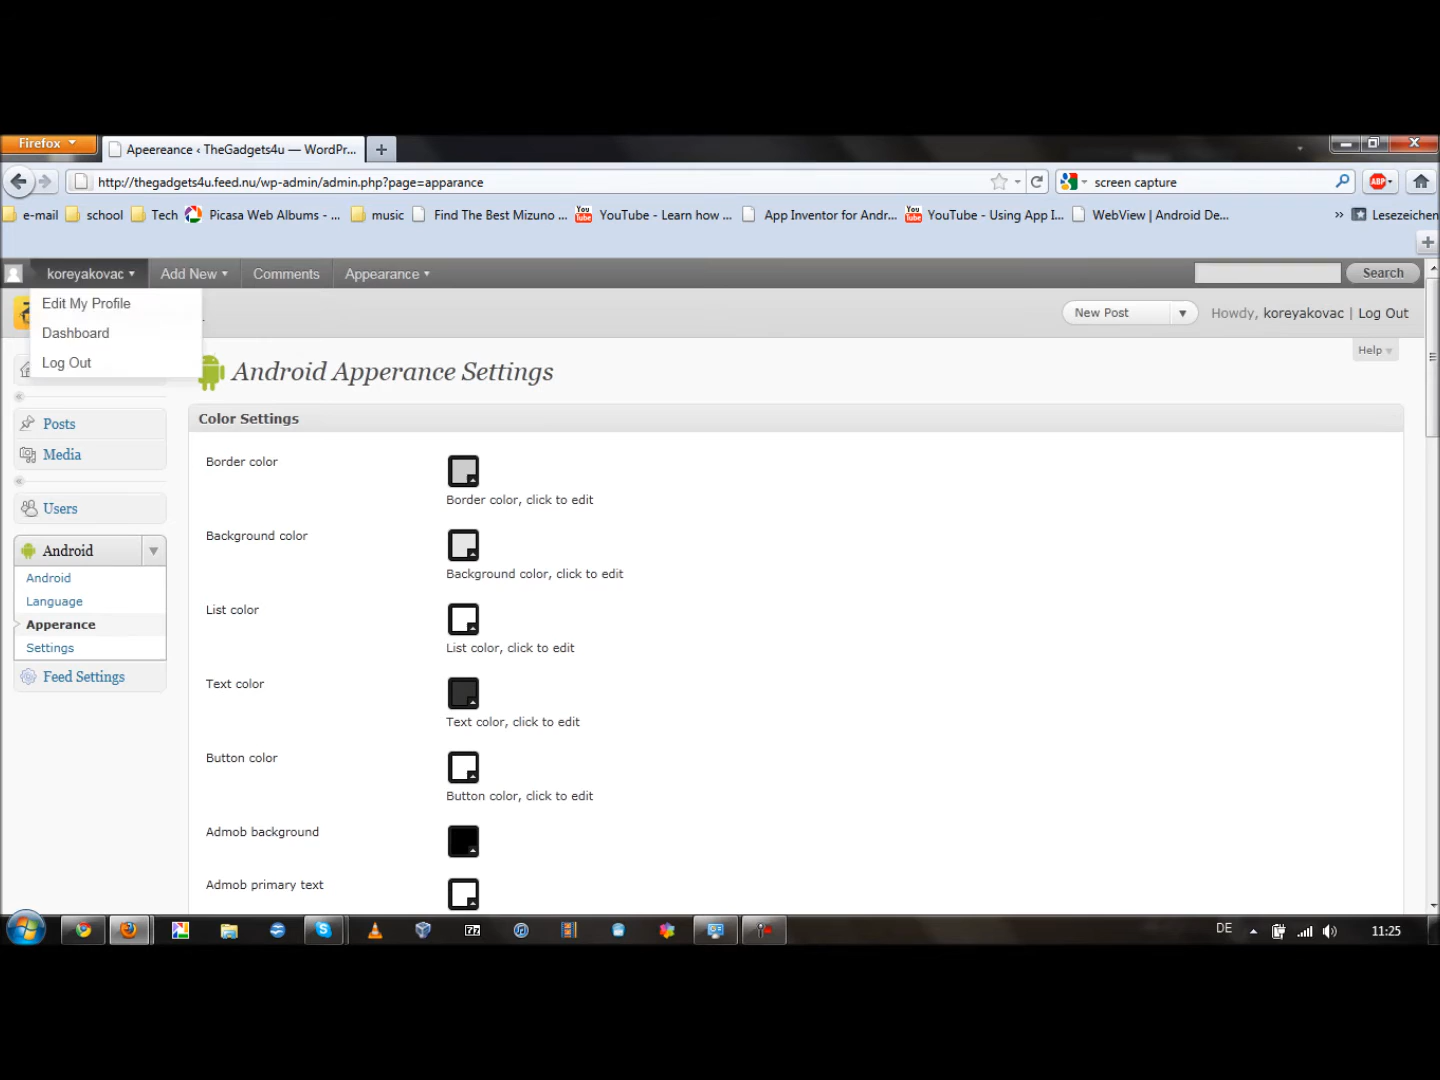 Firefox
Apeereance ‹ TheGadgets4u — WordPr...
http://thegadgets4u.feed.nu/wp-admin/admin.php?page=apparance
screen capture
ABP
e-mail school Tech Picasa Web Albums - ... music Find The Best Mizuno ... YouTube - Learn how ... App Inventor for Andr... YouTube - Using App I... WebView | Android De... » Lesezeichen
koreyakovac Add New Comments Appearance Search
Edit My Profile
Dashboard
Log Out
New Post
Howdy, koreyakovac | Log Out
Help
Android Apperance Settings
Posts
Media
Users
Android
Android
Language
Apperance
Settings
Feed Settings
Color Settings
Border color
Border color, click to edit
Background color
Background color, click to edit
List color
List color, click to edit
Text color
Text color, click to edit
Button color
Button color, click to edit
Admob background
Admob primary text
DE
11:25